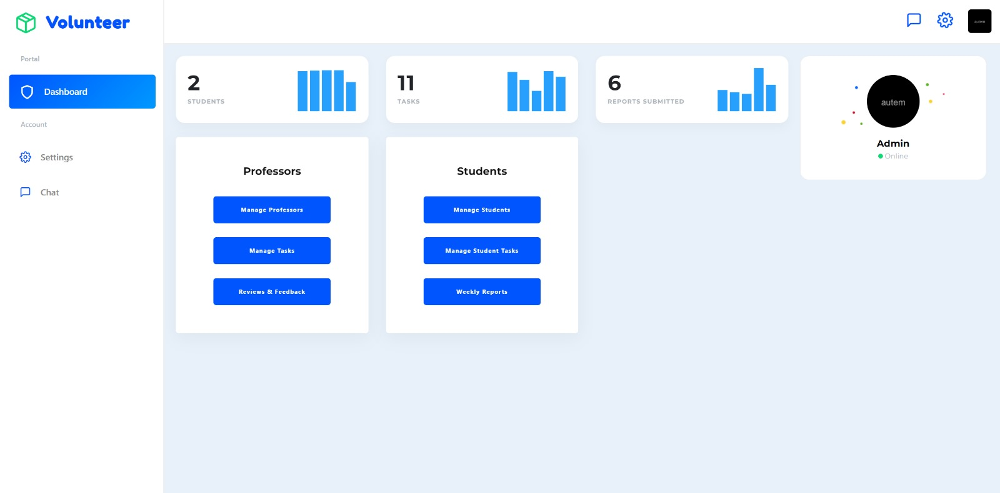 Volunteer
Portal
Dashboard
Account
Settings
Chat
autem
2
STUDENTS
11
TASKS
6
REPORTS SUBMITTED
autem
Admin
Online
Professors
Manage Professors
Manage Tasks
Reviews & Feedback
Students
Manage Students
Manage Student Tasks
Weekly Reports